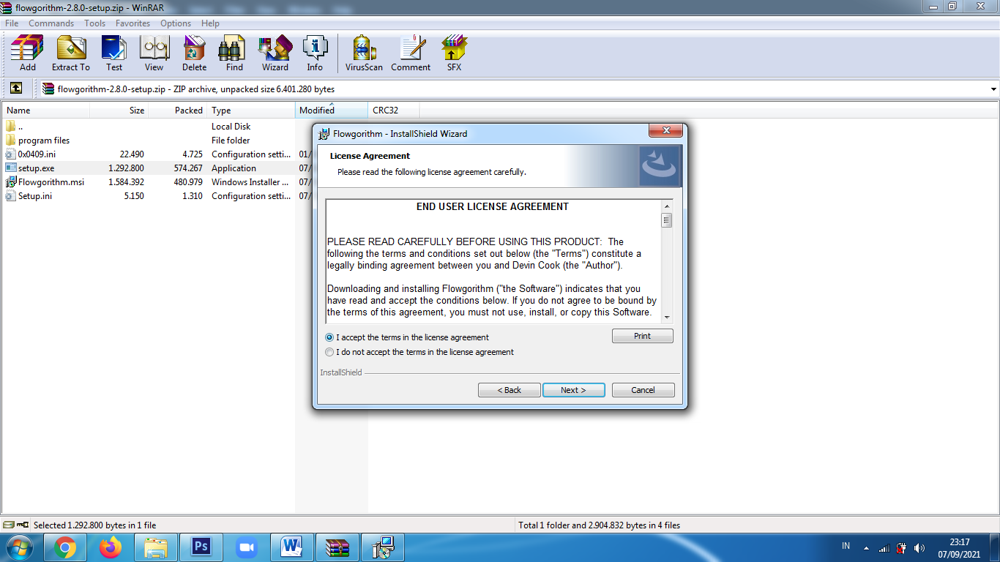 flowgorithm-2.8.0-setup.zip - WinRAR
File Commands Tools Favorites Options Help
Add Extract To Test View Delete Find Wizard Info VirusScan Comment SFX
flowgorithm-2.8.0-setup.zip - ZIP archive, unpacked size 6.401.280 bytes
Name Size Packed Type Modified CRC32
.. Local Disk
program files File folder
0x0409.ini 22.490 4.725 Configuration setti... 01/
setup.exe 1.292.800 574.267 Application 07/
Flowgorithm.msi 1.584.392 480.979 Windows Installer ... 07/
Setup.ini 5.150 1.310 Configuration setti... 07/
Flowgorithm - InstallShield Wizard
License Agreement
Please read the following license agreement carefully.
END USER LICENSE AGREEMENT
PLEASE READ CAREFULLY BEFORE USING THIS PRODUCT: The
following the terms and conditions set out below (the "Terms") constitute a
legally binding agreement between you and Devin Cook (the "Author").
Downloading and installing Flowgorithm ("the Software") indicates that you
have read and accept the conditions below. If you do not agree to be bound by
the terms of this agreement, you must not use, install, or copy this Software.
I accept the terms in the license agreement
Print
I do not accept the terms in the license agreement
InstallShield
< Back Next > Cancel
Selected 1.292.800 bytes in 1 file
Total 1 folder and 2.904.832 bytes in 4 files
Ps
W
IN
23:17
07/09/2021